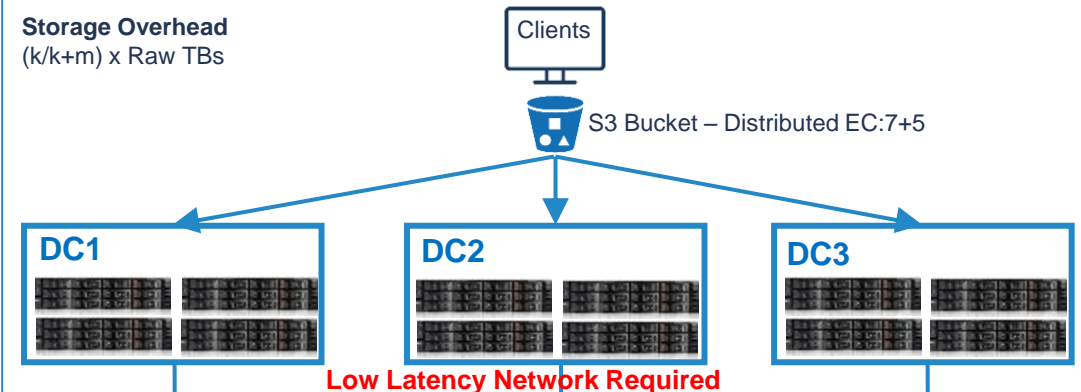 Storage Overhead
(k/k+m) x Raw TBs
Clients
S3 Bucket – Distributed EC:7+5
DC1
DC2
DC3
Low Latency Network Required